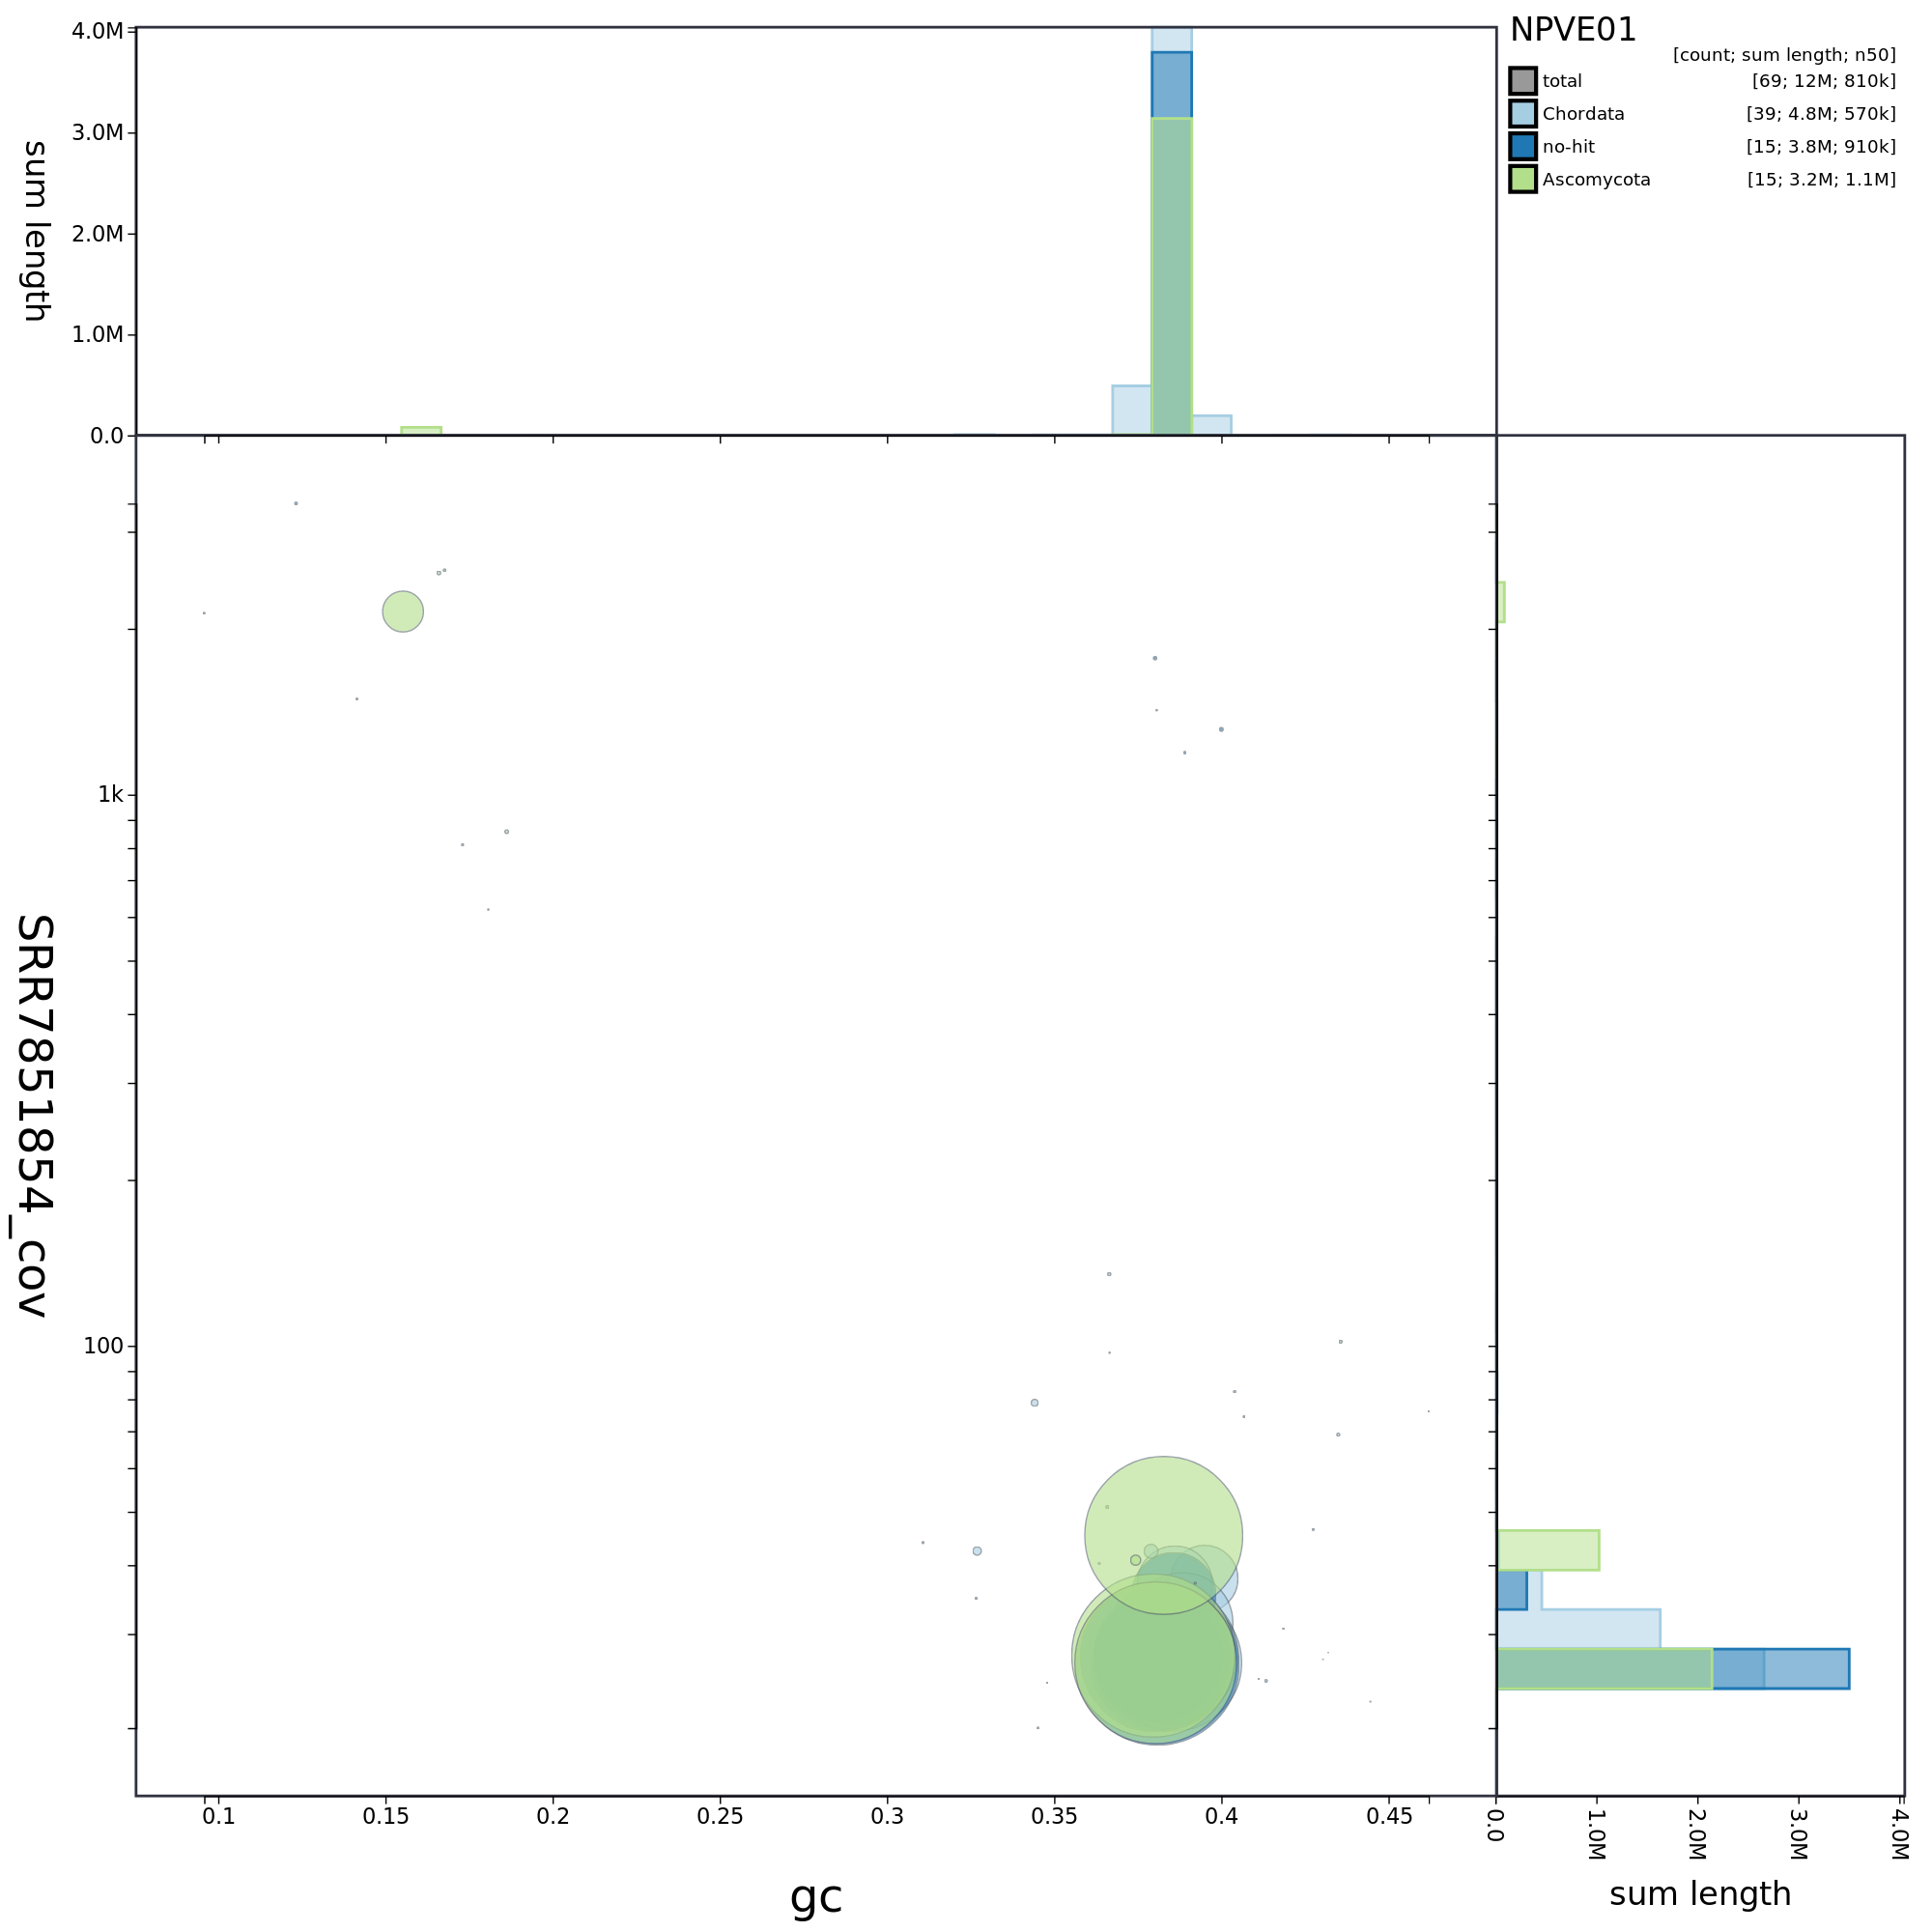 NPVE01
[count; sum length; n50]
total [69; 12M; 810k]
Chordata [39; 4.8M; 570k]
no-hit [15; 3.8M; 910k]
Ascomycota [15; 3.2M; 1.1M]
sum length
4.0M
3.0M
2.0M
1.0M
0.0
SRR7851854_cov
1k
100
0.1 0.15 0.2 0.25 0.3 0.35 0.4 0.45
gc
0.0 1.0M 2.0M 3.0M 4.0M
sum length